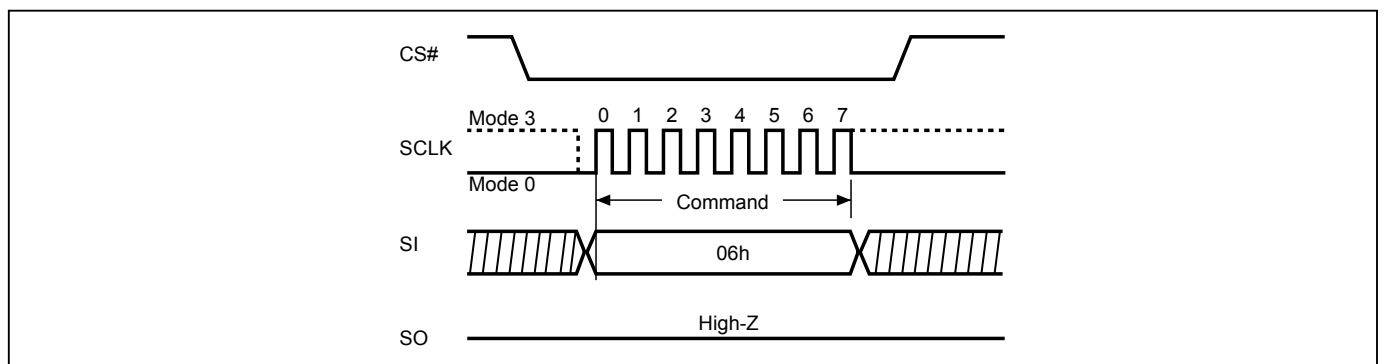 CS#
Mode 3
0 1 2 3 4 5 6 7
SCLK
Mode 0
Command
SI
06h
High-Z
SO